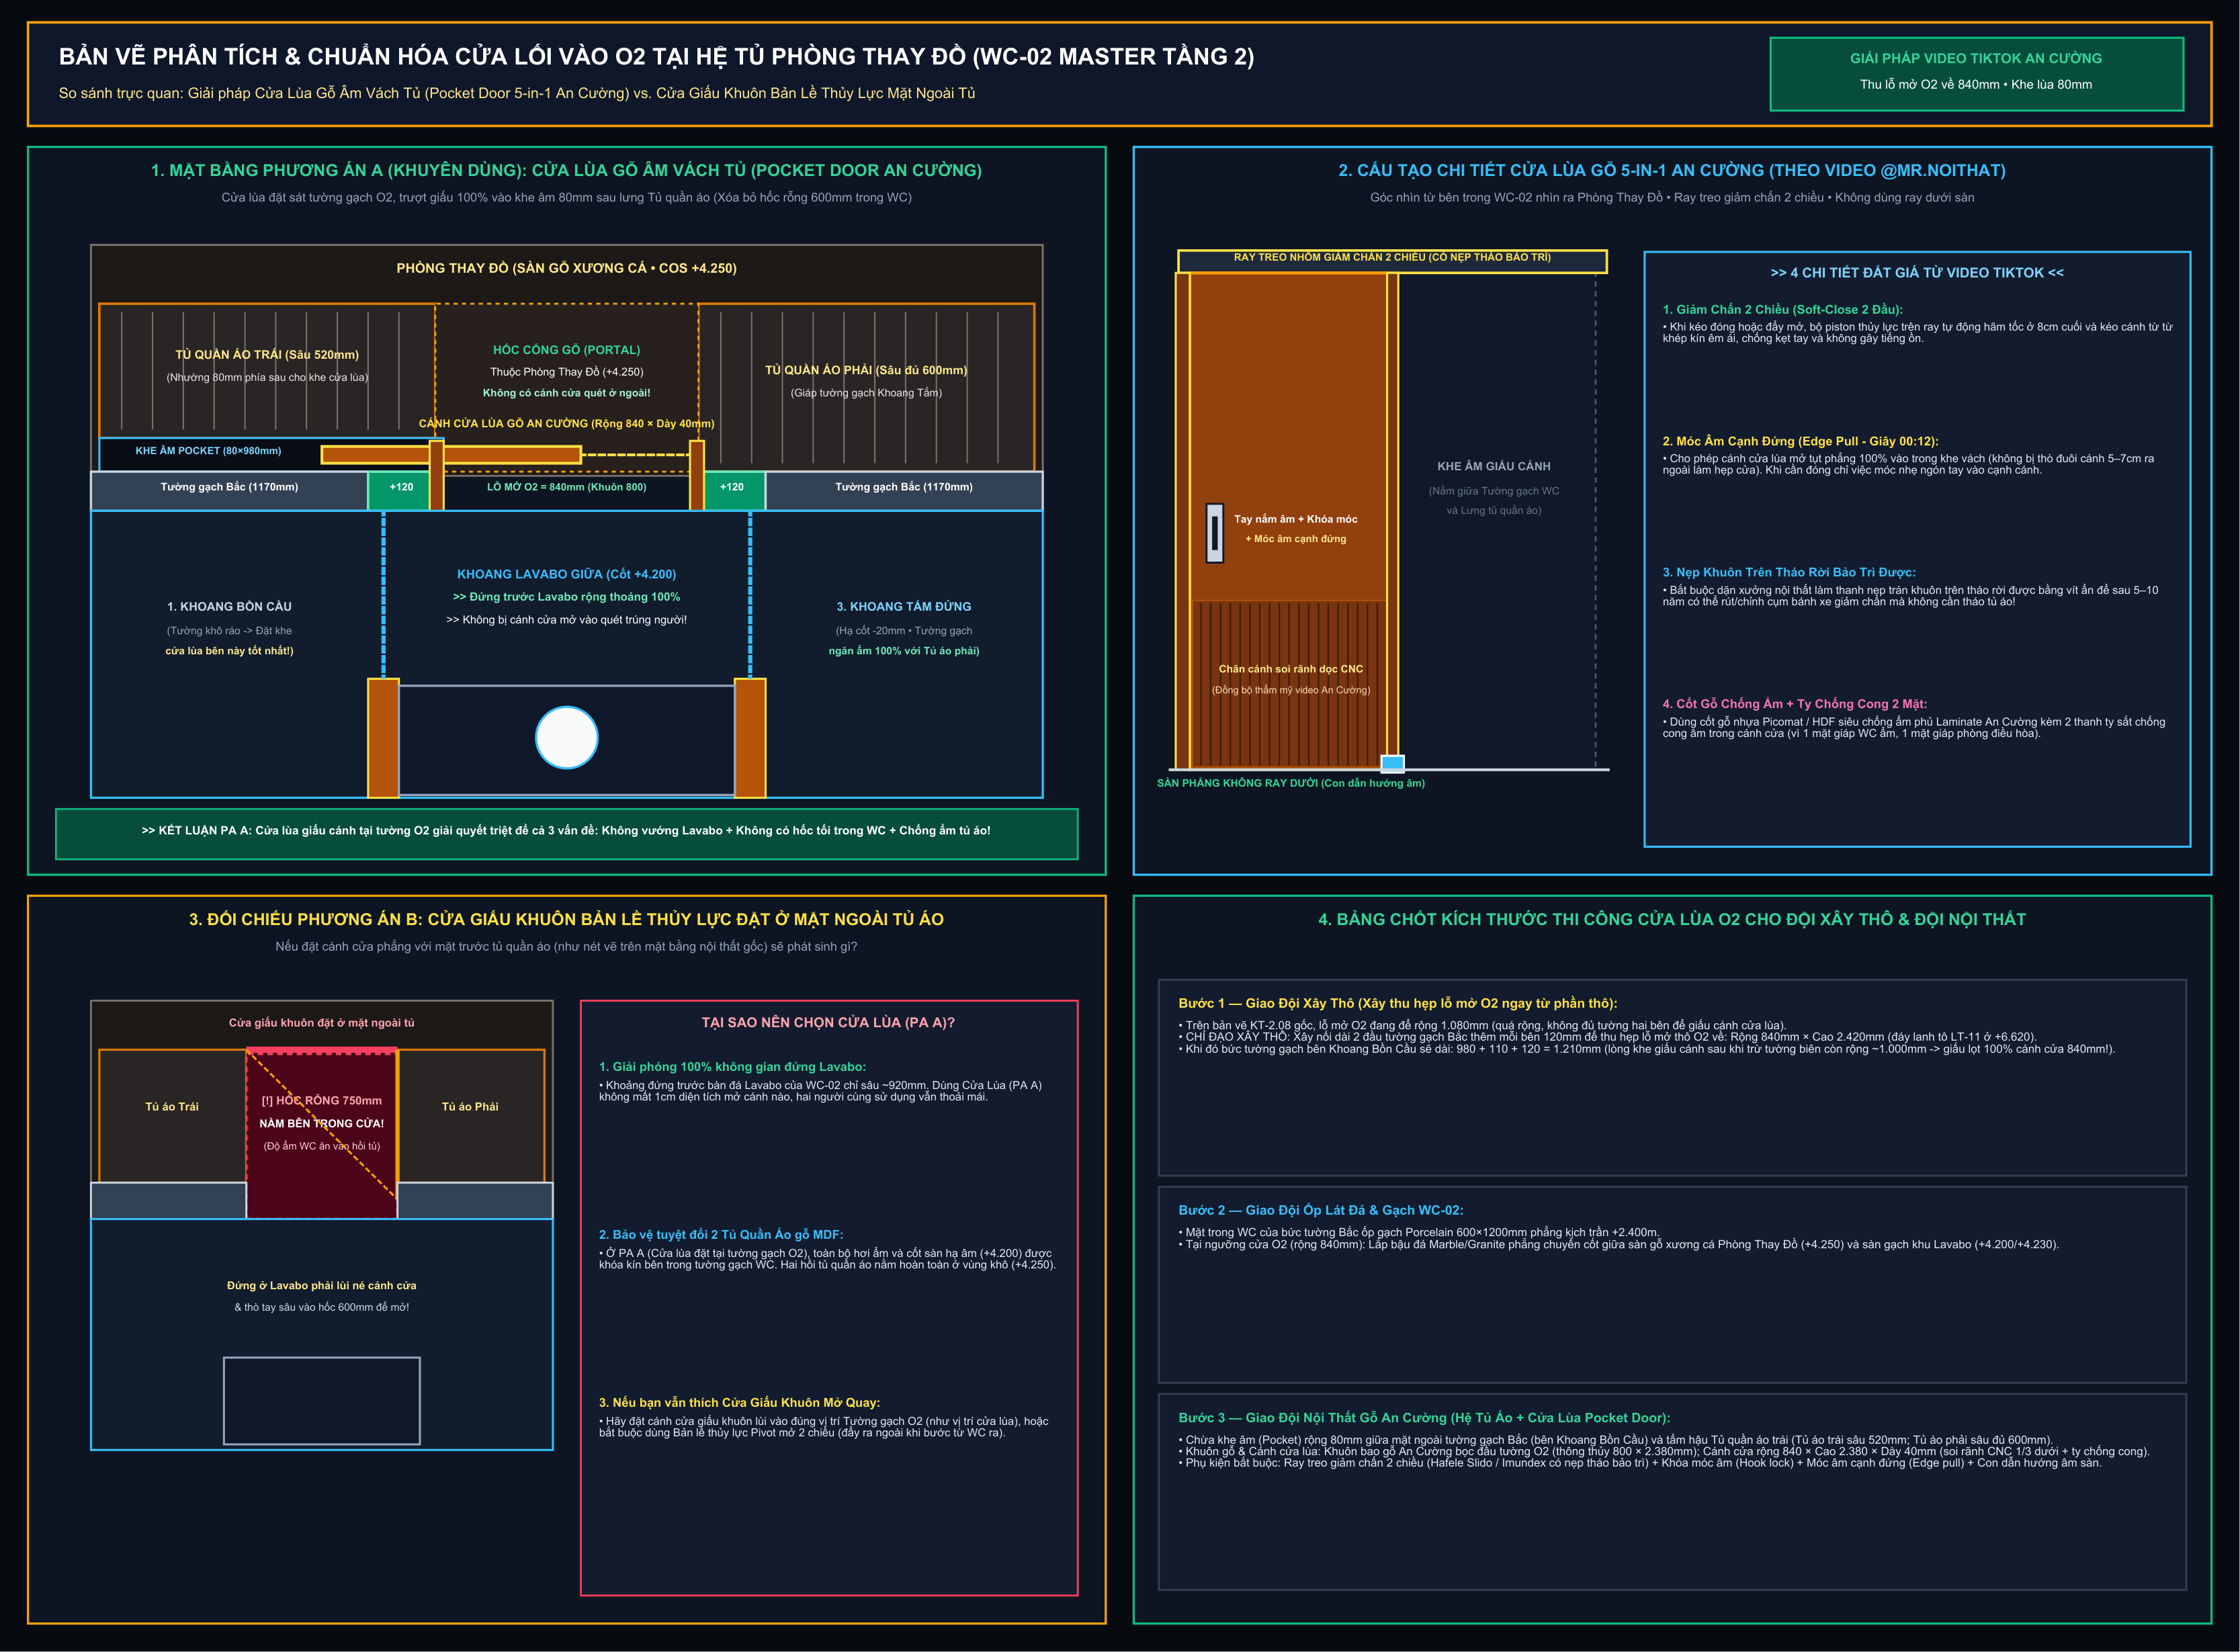 BẢN VẼ PHÂN TÍCH & CHUẨN HÓA CỬA LỐI VÀO O2 TẠI HỆ TỦ PHÒNG THAY ĐỒ (WC-02 MASTER TẦNG 2)
So sánh trực quan: Giải pháp Cửa Lùa Gỗ Âm Vách Tủ (Pocket Door 5-in-1 An Cường) vs. Cửa Giấu Khuôn Bản Lề Thủy Lực Mặt Ngoài Tủ
GIẢI PHÁP VIDEO TIKTOK AN CƯỜNG
Thu lỗ mở O2 về 840mm • Khe lùa 80mm
1. MẶT BẰNG PHƯƠNG ÁN A (KHUYÊN DÙNG): CỬA LÙA GỖ ÂM VÁCH TỦ (POCKET DOOR AN CƯỜNG)
Cửa lùa đặt sát tường gạch O2, trượt giấu 100% vào khe âm 80mm sau lưng Tủ quần áo (Xóa bỏ hốc rỗng 600mm trong WC)
PHÒNG THAY ĐỒ (SÀN GỖ XƯƠNG CÁ • COS +4.250)
TỦ QUẦN ÁO TRÁI (Sâu 520mm)
(Nhường 80mm phía sau cho khe cửa lùa)
HỐC CỔNG GỖ (PORTAL)
Thuộc Phòng Thay Đồ (+4.250)
Không có cánh cửa quét ở ngoài!
TỦ QUẦN ÁO PHẢI (Sâu đủ 600mm)
(Giáp tường gạch Khoang Tắm)
CÁNH CỬA LÙA GỖ AN CƯỜNG (Rộng 840 × Dày 40mm)
KHE ÂM POCKET (80×980mm)
Tường gạch Bắc (1170mm)
+120
LỖ MỞ O2 = 840mm (Khuôn 800)
+120
Tường gạch Bắc (1170mm)
KHOANG LAVABO GIỮA (Cốt +4.200)
>> Đứng trước Lavabo rộng thoáng 100%
>> Không bị cánh cửa mở vào quét trúng người!
1. KHOANG BỒN CẦU
(Tường khô ráo -> Đặt khe
cửa lùa bên này tốt nhất!)
3. KHOANG TẮM ĐỨNG
(Hạ cốt -20mm • Tường gạch
ngăn ẩm 100% với Tủ áo phải)
>> KẾT LUẬN PA A: Cửa lùa giấu cánh tại tường O2 giải quyết triệt để cả 3 vấn đề: Không vướng Lavabo + Không có hốc tối trong WC + Chống ẩm tủ áo!
2. CẤU TẠO CHI TIẾT CỬA LÙA GỖ 5-IN-1 AN CƯỜNG (THEO VIDEO @MR.NOITHAT)
Góc nhìn từ bên trong WC-02 nhìn ra Phòng Thay Đồ • Ray treo giảm chấn 2 chiều • Không dùng ray dưới sàn
RAY TREO NHÔM GIẢM CHẤN 2 CHIỀU (CÓ NẸP THÁO BẢO TRÌ)
KHE ÂM GIẤU CÁNH
(Nằm giữa Tường gạch WC
và Lưng tủ quần áo)
Tay nắm âm + Khóa móc
+ Móc âm cạnh đứng
Chân cánh soi rãnh dọc CNC
(Đồng bộ thẩm mỹ video An Cường)
SÀN PHẲNG KHÔNG RAY DƯỚI (Con dẫn hướng âm)
>> 4 CHI TIẾT ĐẮT GIÁ TỪ VIDEO TIKTOK <<
1. Giảm Chấn 2 Chiều (Soft-Close 2 Đầu):
• Khi kéo đóng hoặc đẩy mở, bộ piston thủy lực trên ray tự động hãm tốc ở 8cm cuối và kéo cánh từ từ
khép kín êm ái, chống kẹt tay và không gây tiếng ồn.
2. Móc Âm Cạnh Đứng (Edge Pull - Giây 00:12):
• Cho phép cánh cửa lùa mở tụt phẳng 100% vào trong khe vách (không bị thò đuôi cánh 5–7cm ra
ngoài làm hẹp cửa). Khi cần đóng chỉ việc móc nhẹ ngón tay vào cạnh cánh.
3. Nẹp Khuôn Trên Tháo Rời Bảo Trì Được:
• Bắt buộc dặn xưởng nội thất làm thanh nẹp trán khuôn trên tháo rời được bằng vít ẩn để sau 5–10
năm có thể rút/chỉnh cụm bánh xe giảm chấn mà không cần tháo tủ áo!
4. Cốt Gỗ Chống Ẩm + Ty Chống Cong 2 Mặt:
• Dùng cốt gỗ nhựa Picomat / HDF siêu chống ẩm phủ Laminate An Cường kèm 2 thanh ty sắt chống
cong âm trong cánh cửa (vì 1 mặt giáp WC ẩm, 1 mặt giáp phòng điều hòa).
3. ĐỐI CHIẾU PHƯƠNG ÁN B: CỬA GIẤU KHUÔN BẢN LỀ THỦY LỰC ĐẶT Ở MẶT NGOÀI TỦ ÁO
Nếu đặt cánh cửa phẳng với mặt trước tủ quần áo (như nét vẽ trên mặt bằng nội thất gốc) sẽ phát sinh gì?
Cửa giấu khuôn đặt ở mặt ngoài tủ
Tủ áo Trái
[!] HỐC RỖNG 750mm
NẰM BÊN TRONG CỬA!
(Độ ẩm WC ăn vào hồi tủ)
Tủ áo Phải
Đứng ở Lavabo phải lùi né cánh cửa
& thò tay sâu vào hốc 600mm để mở!
TẠI SAO NÊN CHỌN CỬA LÙA (PA A)?
1. Giải phóng 100% không gian đứng Lavabo:
• Khoảng đứng trước bàn đá Lavabo của WC-02 chỉ sâu ~920mm. Dùng Cửa Lùa (PA A)
không mất 1cm diện tích mở cánh nào, hai người cùng sử dụng vẫn thoải mái.
2. Bảo vệ tuyệt đối 2 Tủ Quần Áo gỗ MDF:
• Ở PA A (Cửa lùa đặt tại tường gạch O2), toàn bộ hơi ẩm và cốt sàn hạ âm (+4.200) được
khóa kín bên trong tường gạch WC. Hai hồi tủ quần áo nằm hoàn toàn ở vùng khô (+4.250).
3. Nếu bạn vẫn thích Cửa Giấu Khuôn Mở Quay:
• Hãy đặt cánh cửa giấu khuôn lùi vào đúng vị trí Tường gạch O2 (như vị trí cửa lùa), hoặc
bắt buộc dùng Bản lề thủy lực Pivot mở 2 chiều (đẩy ra ngoài khi bước từ WC ra).
4. BẢNG CHỐT KÍCH THƯỚC THI CÔNG CỬA LÙA O2 CHO ĐỘI XÂY THÔ & ĐỘI NỘI THẤT
Bước 1 — Giao Đội Xây Thô (Xây thu hẹp lỗ mở O2 ngay từ phần thô):
• Trên bản vẽ KT-2.08 gốc, lỗ mở O2 đang để rộng 1.080mm (quá rộng, không đủ tường hai bên để giấu cánh cửa lùa).
• CHỈ ĐẠO XÂY THÔ: Xây nối dài 2 đầu tường gạch Bắc thêm mỗi bên 120mm để thu hẹp lỗ mở thô O2 về: Rộng 840mm × Cao 2.420mm (đáy lanh tô LT-11 ở +6.620).
• Khi đó bức tường gạch bên Khoang Bồn Cầu sẽ dài: 980 + 110 + 120 = 1.210mm (lòng khe giấu cánh sau khi trừ tường biên còn rộng ~1.000mm -> giấu lọt 100% cánh cửa 840mm!).
Bước 2 — Giao Đội Ốp Lát Đá & Gạch WC-02:
• Mặt trong WC của bức tường Bắc ốp gạch Porcelain 600×1200mm phẳng kịch trần +2.400m.
• Tại ngưỡng cửa O2 (rộng 840mm): Lắp bậu đá Marble/Granite phẳng chuyển cốt giữa sàn gỗ xương cá Phòng Thay Đồ (+4.250) và sàn gạch khu Lavabo (+4.200/+4.230).
Bước 3 — Giao Đội Nội Thất Gỗ An Cường (Hệ Tủ Áo + Cửa Lùa Pocket Door):
• Chừa khe âm (Pocket) rộng 80mm giữa mặt ngoài tường gạch Bắc (bên Khoang Bồn Cầu) và tấm hậu Tủ quần áo trái (Tủ áo trái sâu 520mm; Tủ áo phải sâu đủ 600mm).
• Khuôn gỗ & Cánh cửa lùa: Khuôn bao gỗ An Cường bọc đầu tường O2 (thông thủy 800 × 2.380mm); Cánh cửa rộng 840 × Cao 2.380 × Dày 40mm (soi rãnh CNC 1/3 dưới + ty chống cong).
• Phụ kiện bắt buộc: Ray treo giảm chấn 2 chiều (Hafele Slido / Imundex có nẹp tháo bảo trì) + Khóa móc âm (Hook lock) + Móc âm cạnh đứng (Edge pull) + Con dẫn hướng âm sàn.